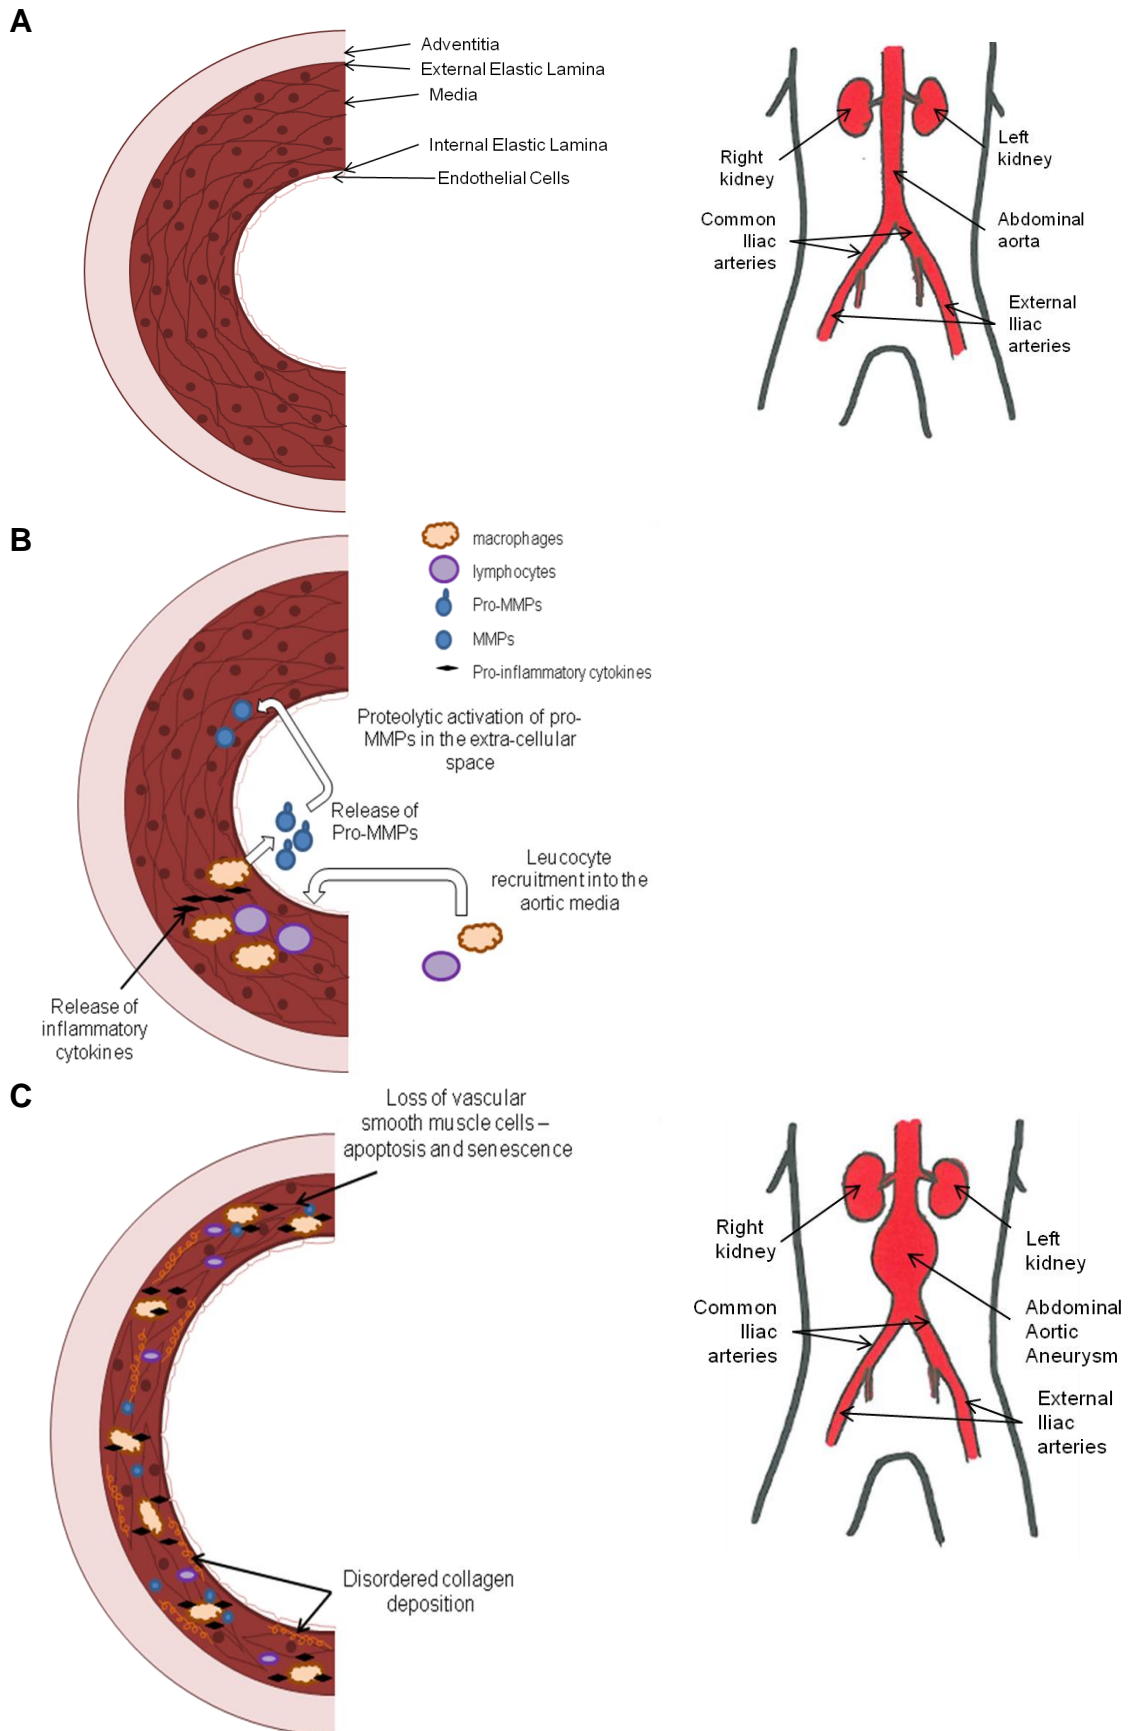 A
Adventitia
External Elastic Lamina
Media
Internal Elastic Lamina
Endothelial Cells
Right
kidney
Left
kidney
Common
Iliac
arteries
Abdominal
aorta
External
Iliac
arteries
B
macrophages
lymphocytes
Pro-MMPs
MMPs
Pro-inflammatory cytokines
Proteolytic activation of pro-
MMPs in the extra-cellular
space
Release of
Pro-MMPs
Leucocyte
recruitment into the
aortic media
Release of
inflammatory
cytokines
C
Loss of vascular
smooth muscle cells –
apoptosis and senescence
Right
kidney
Left
kidney
Common
Iliac
arteries
Abdominal
Aortic
Aneurysm
External
Iliac
arteries
Disordered collagen
deposition